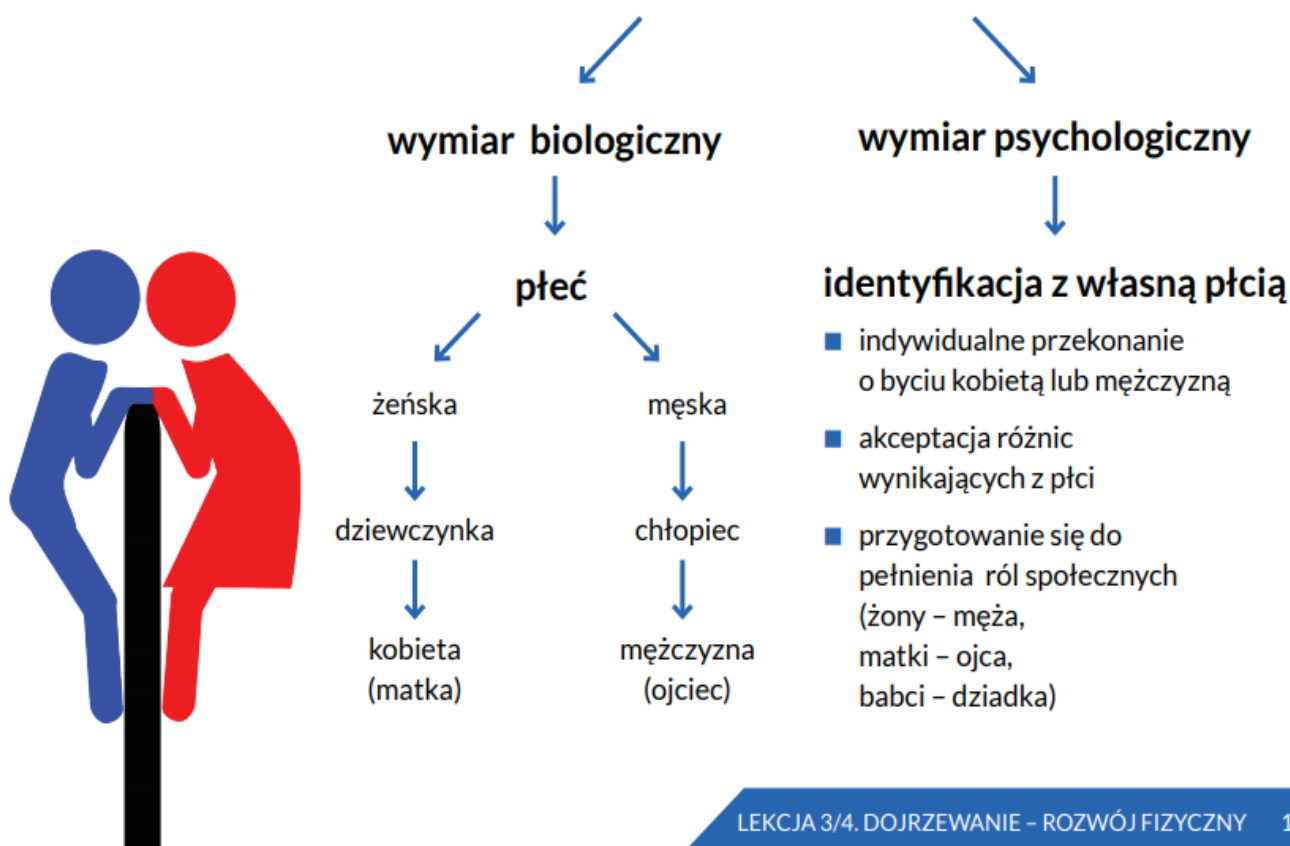 wymiar biologiczny
płeć
żeńska
męska
dziewczynka
chłopiec
kobieta
(matka)
mężczyzna
(ojciec)
wymiar psychologiczny
identyfikacja z własną płcią
■ indywidualne przekonanie
o byciu kobietą lub mężczyzną
■ akceptacja różnic
wynikających z płci
■ przygotowanie się do
pełnienia ról społecznych
(żony – męża,
matki – ojca,
babci – dziadka)
LEKCJA 3/4. DOJRZEWANIE – ROZWÓJ FIZYCZNY